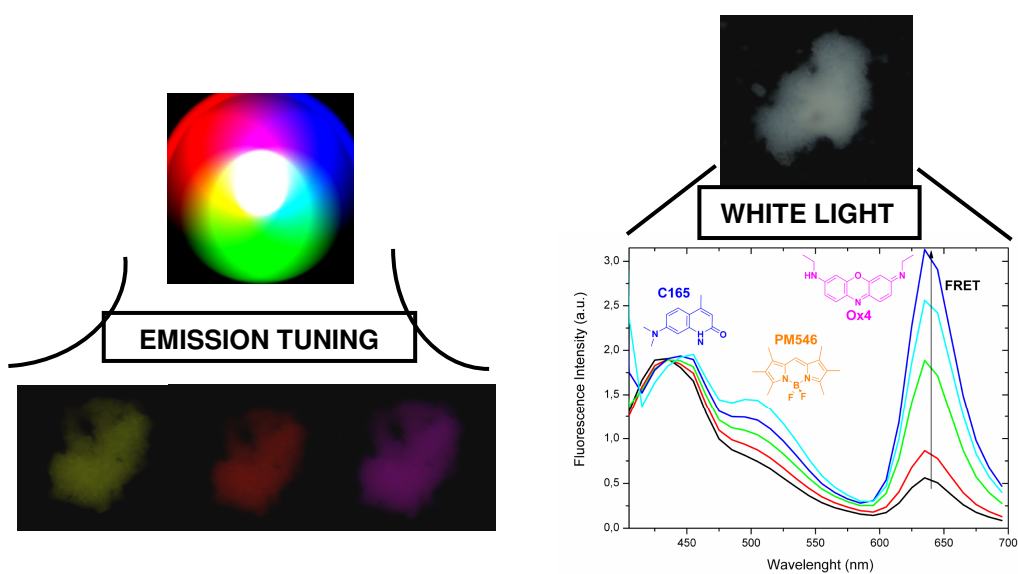 EMISSION TUNING
WHITE LIGHT
Fluorescence Intensity (a.u.)
3,0
2,5
2,0
1,5
1,0
0,5
0,0
450
500
550
600
650
700
Wavelenght (nm)
C165
N
H
N
O
PM546
N
N
B
F
F
HN
O
N
N
Ox4
FRET